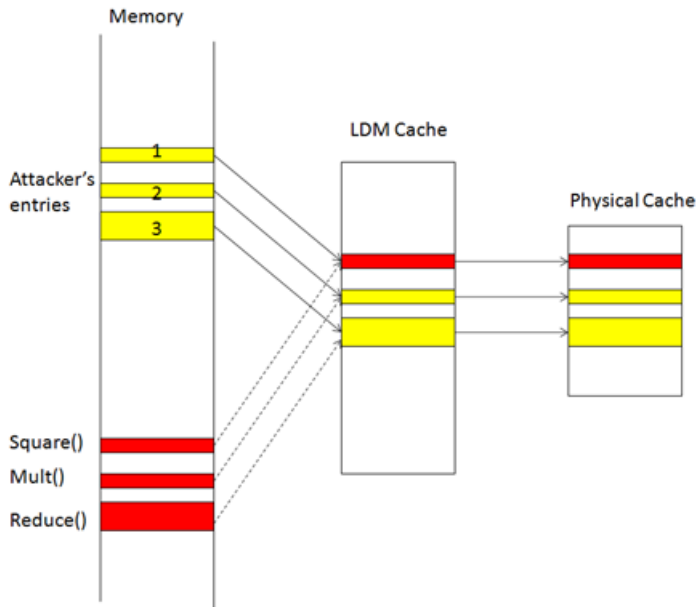 Memory
LDM Cache
Physical Cache
1
Attacker's
entries
2
3
Square()
Mult()
Reduce()